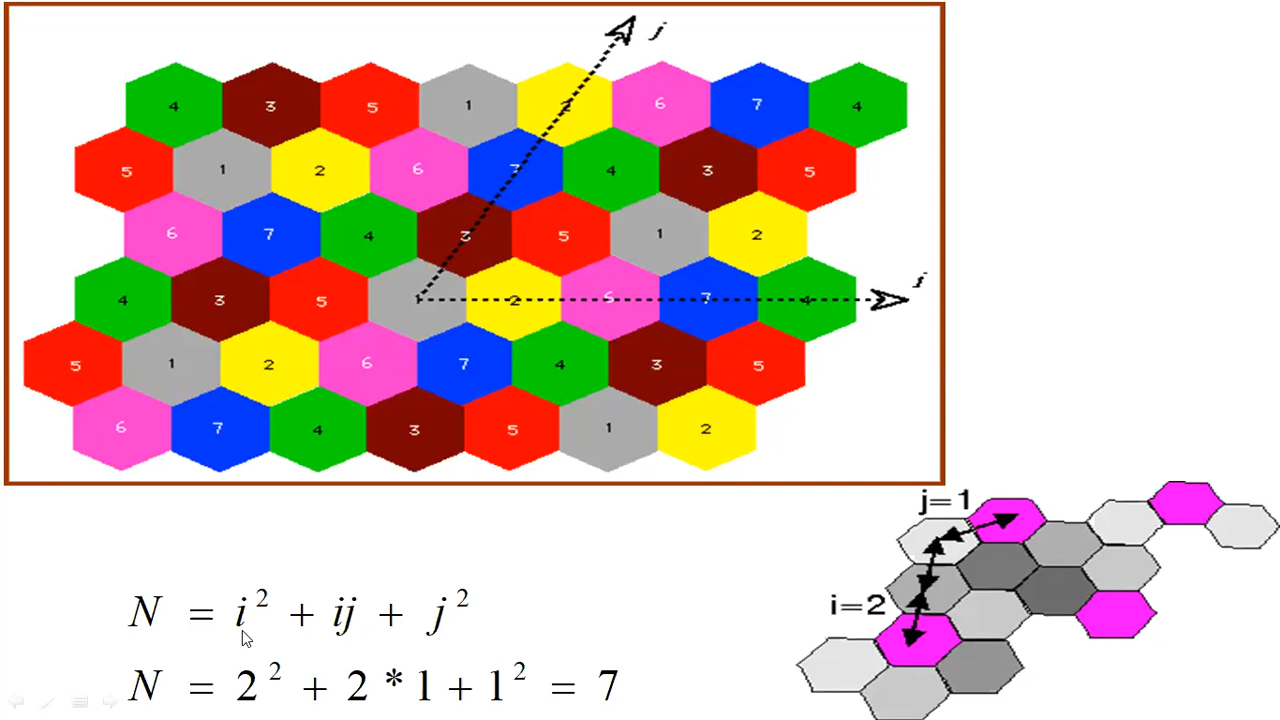 j
4 3 5 1 2 6 7 4
5 1 2 6 7 4 3 5
6 7 4 3 5 1 2
i
4 3 5 1 2 6 7 4
5 1 2 6 7 4 3 5
6 7 4 3 5 1 2
j=1
i=2
N = i² + ij + j²
N = 2² + 2 * 1 + 1² = 7